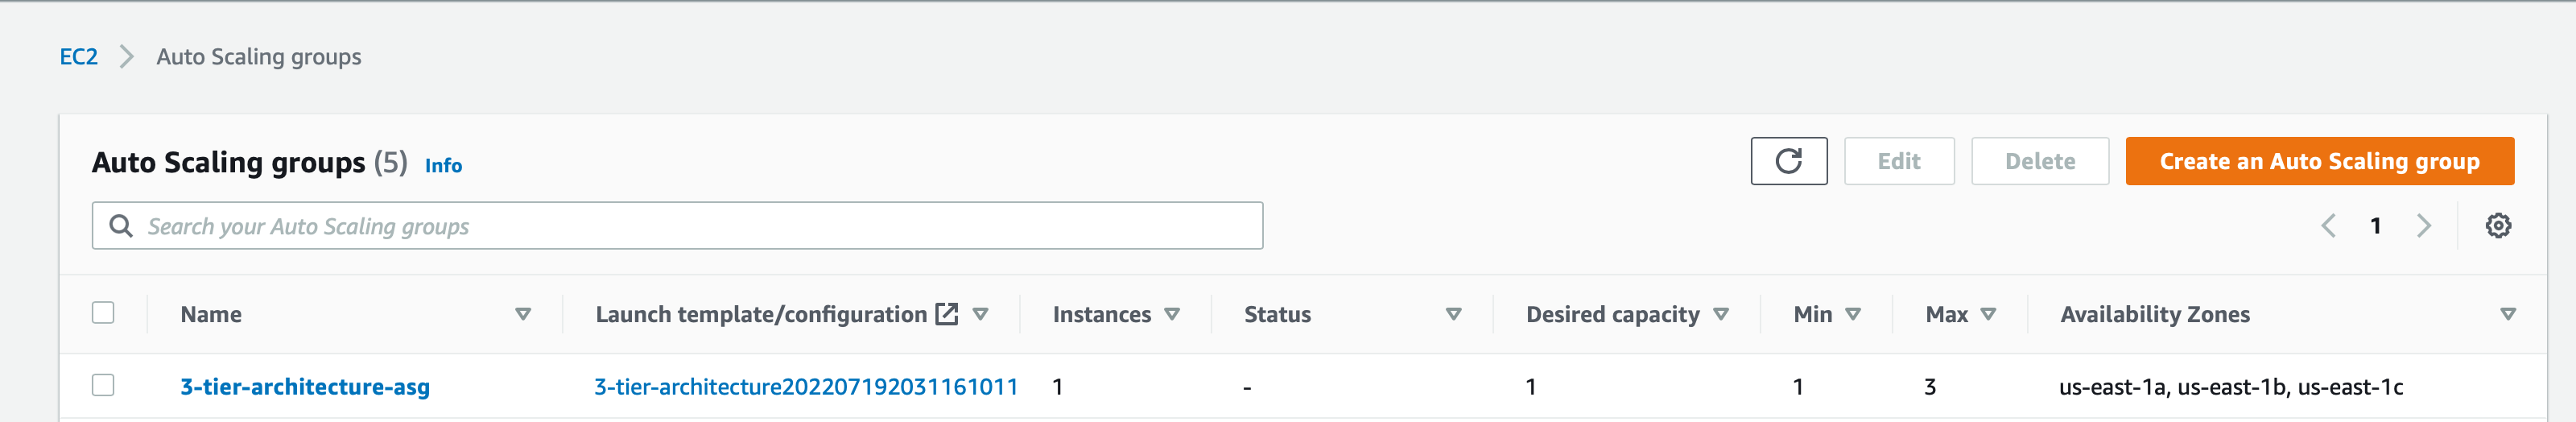 EC2 Auto Scaling groups
Auto Scaling groups (5) Info
Edit Delete Create an Auto Scaling group
Search your Auto Scaling groups
1
Name Launch template/configuration Instances Status Desired capacity Min Max Availability Zones
3-tier-architecture-asg 3-tier-architecture202207192031161011 1 - 1 1 3 us-east-1a, us-east-1b, us-east-1c